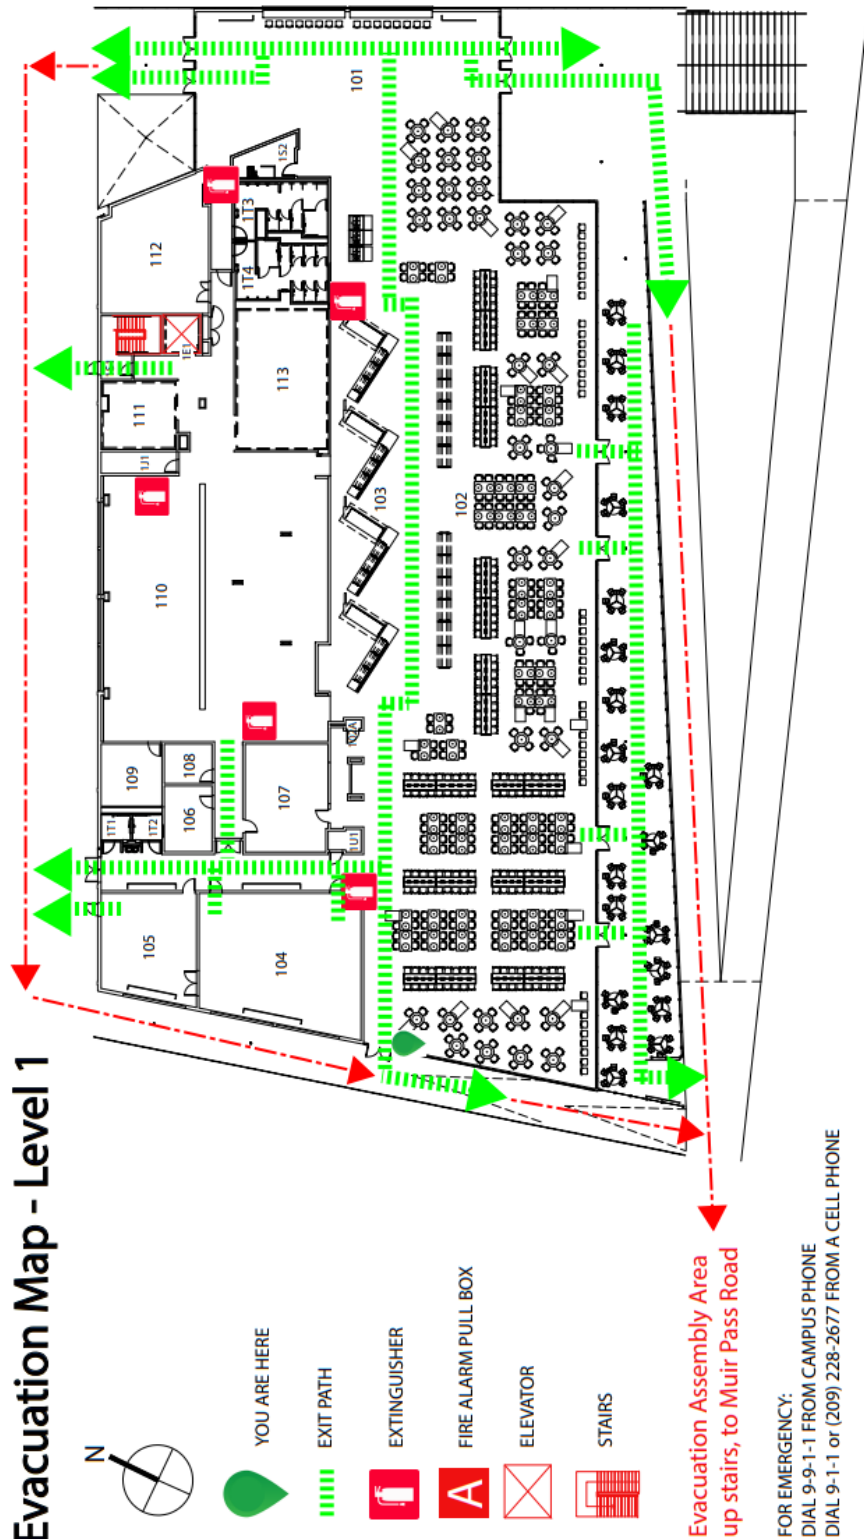 Evacuation Map - Level 1
N
YOU ARE HERE
EXIT PATH
EXTINGUISHER
A
FIRE ALARM PULL BOX
ELEVATOR
STAIRS
Evacuation Assembly Area
up stairs, to Muir Pass Road
FOR EMERGENCY:
DIAL 9-9-1-1 FROM CAMPUS PHONE
DIAL 9-1-1 or (209) 228-2677 FROM A CELL PHONE
105
1T1
1T2
109
106
108
110
1J1
111
1E1
112
104
107
113
1T4
1T3
1S2
1U1
102A
103
101
102